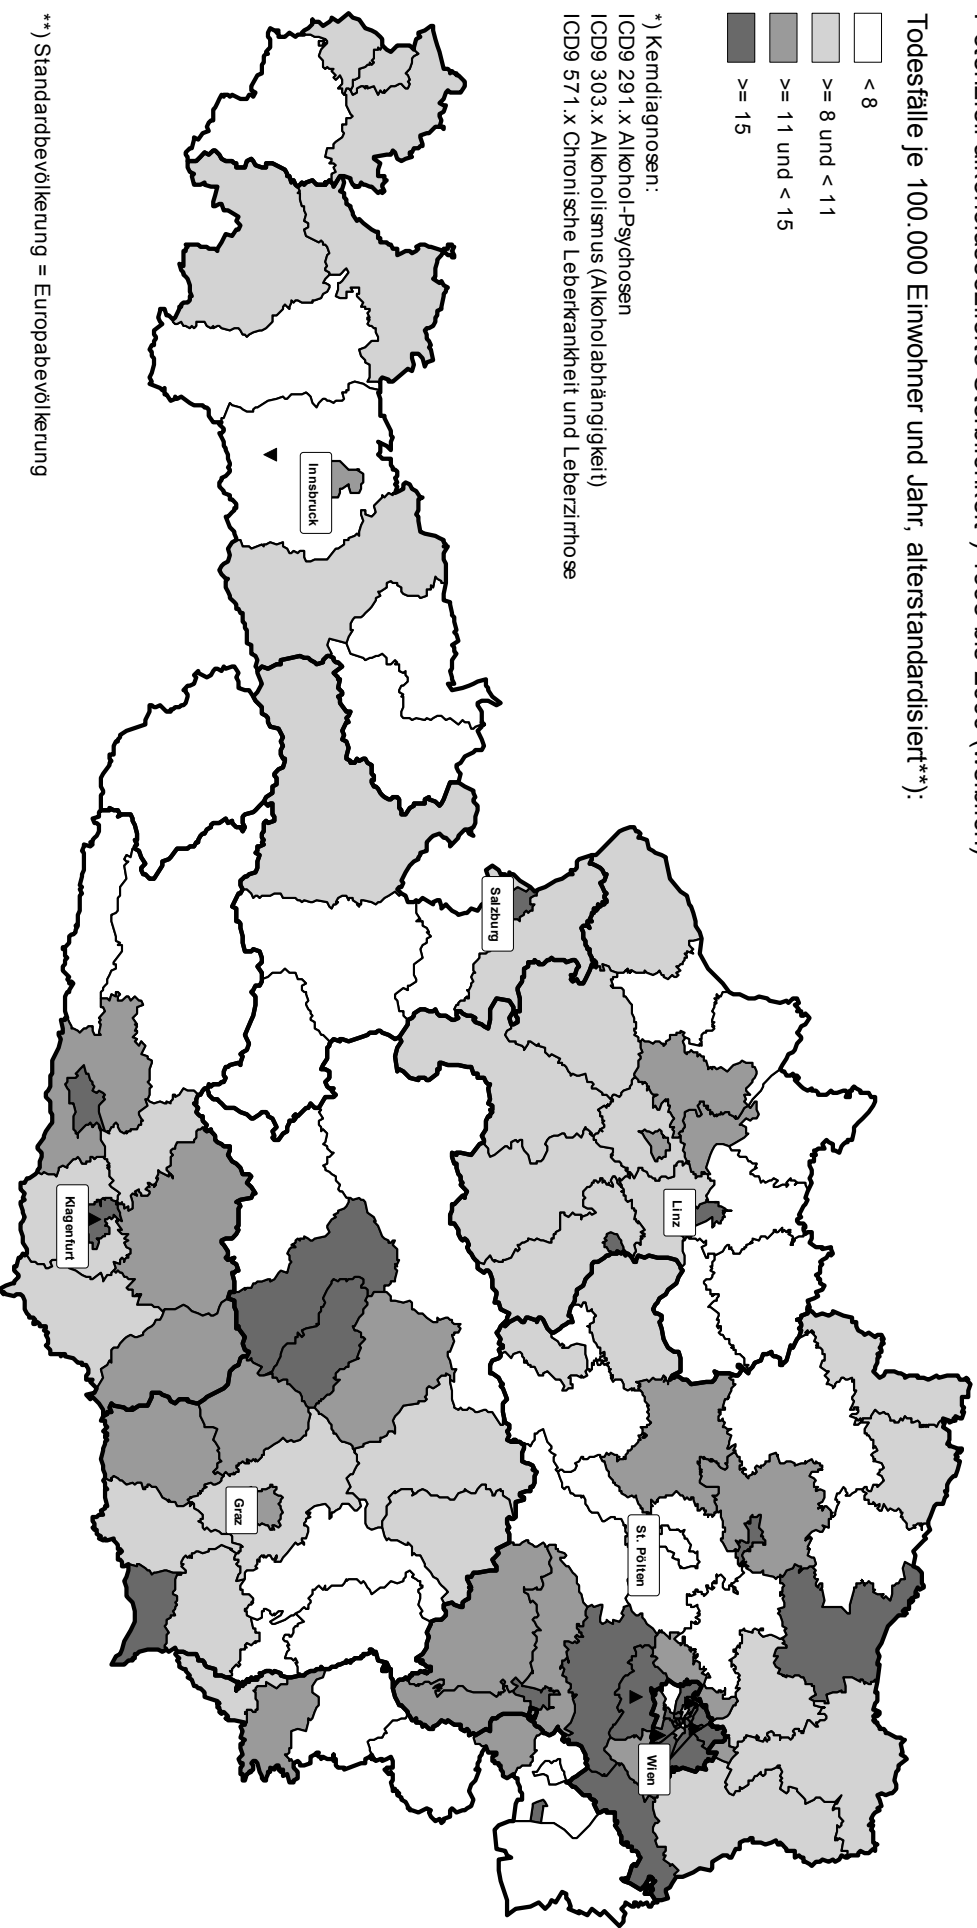 Todesfälle je 100.000 Einwohner und Jahr, alterstandardisiert**):
< 8
>= 8 und < 11
>= 11 und < 15
>= 15
*) Kerndiagnosen:
ICD9 291.x Alkohol-Psychosen
ICD9 303.x Alkoholismus (Alkoholabhängigkeit)
ICD9 571.x Chronische Leberkrankheit und Leberzirrhose
Linz
St. Pölten
Wien
Salzburg
Innsbruck
Graz
Klagenfurt
**) Standardbevölkerung = Europabevölkerung